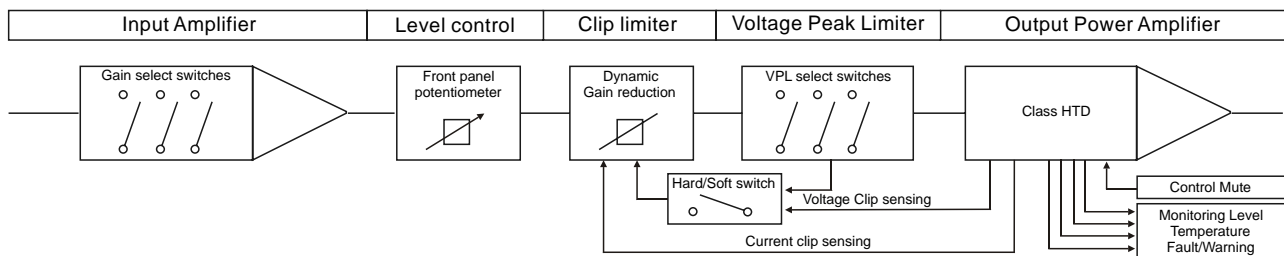 Input Amplifier
Level control
Clip limiter
Voltage Peak Limiter
Output Power Amplifier
Gain select switches
Front panel
potentiometer
Dynamic
Gain reduction
VPL select switches
Class HTD
Hard/Soft switch
Voltage Clip sensing
Current clip sensing
Control Mute
Monitoring Level
Temperature
Fault/Warning